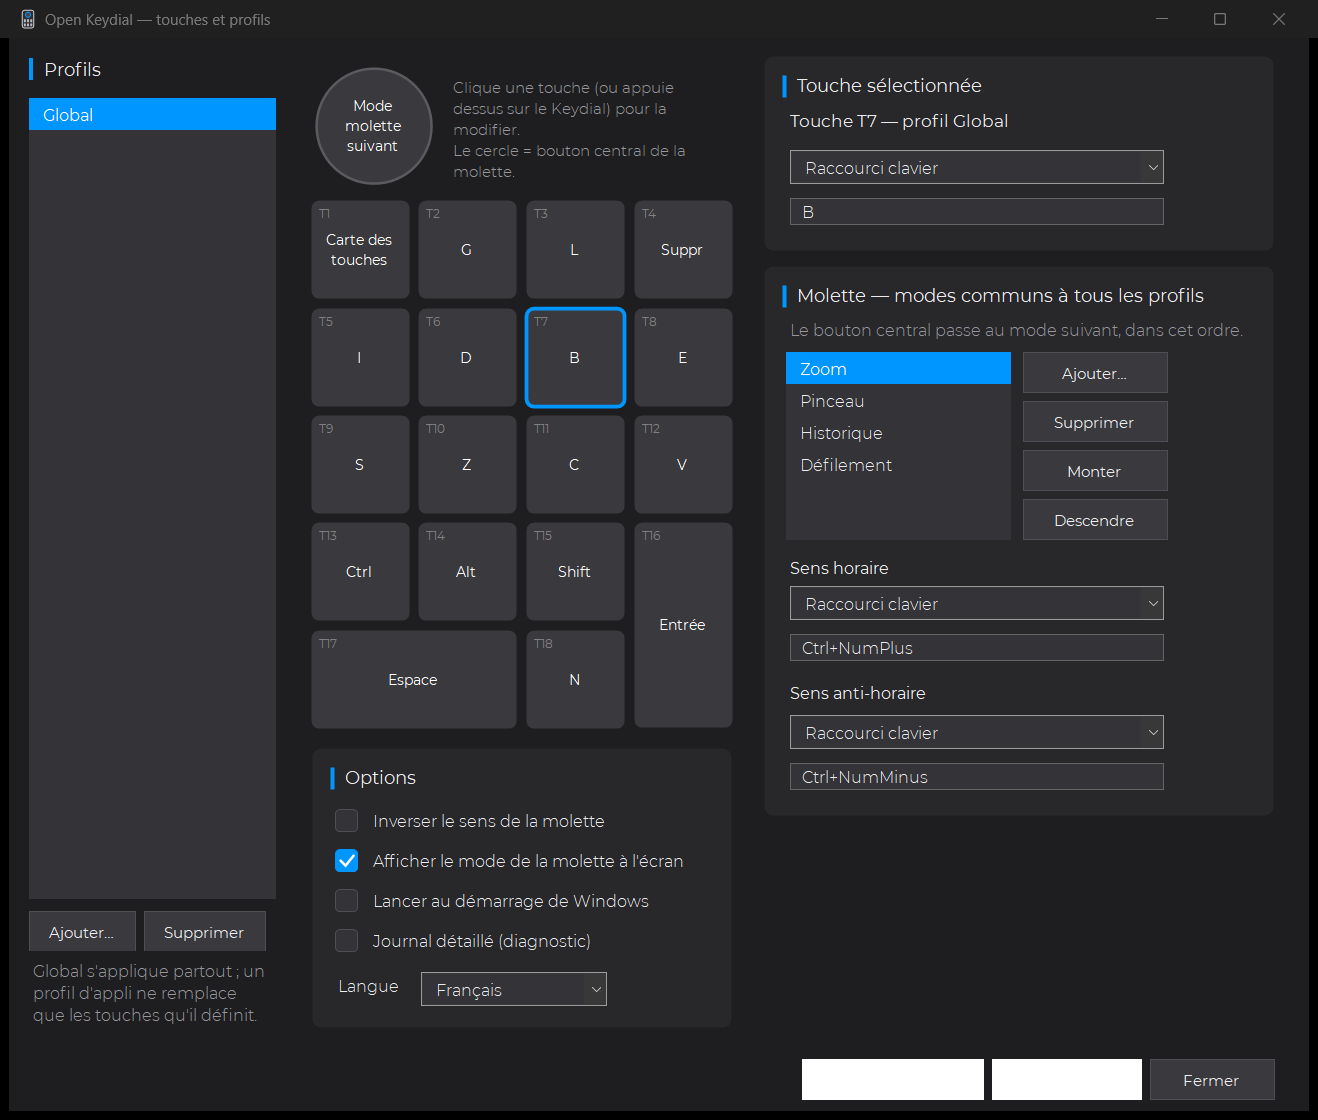 Open Keydial — touches et profils
Profils
Global
Ajouter...
Supprimer
Global s'applique partout ; un
profil d'appli ne remplace
que les touches qu'il définit.
Mode
molette
suivant
Clique une touche (ou appuie
dessus sur le Keydial) pour la
modifier.
Le cercle = bouton central de la
molette.
T1
Carte des
touches
T2
G
T3
L
T4
Suppr
T5
I
T6
D
T7
B
T8
E
T9
S
T10
Z
T11
C
T12
V
T13
Ctrl
T14
Alt
T15
Shift
T16
Entrée
T17
Espace
T18
N
Options
Inverser le sens de la molette
Afficher le mode de la molette à l'écran
Lancer au démarrage de Windows
Journal détaillé (diagnostic)
Langue
Français
Touche sélectionnée
Touche T7 — profil Global
Raccourci clavier
B
Molette — modes communs à tous les profils
Le bouton central passe au mode suivant, dans cet ordre.
Zoom
Pinceau
Historique
Défilement
Ajouter...
Supprimer
Monter
Descendre
Sens horaire
Raccourci clavier
Ctrl+NumPlus
Sens anti-horaire
Raccourci clavier
Ctrl+NumMinus
Fermer